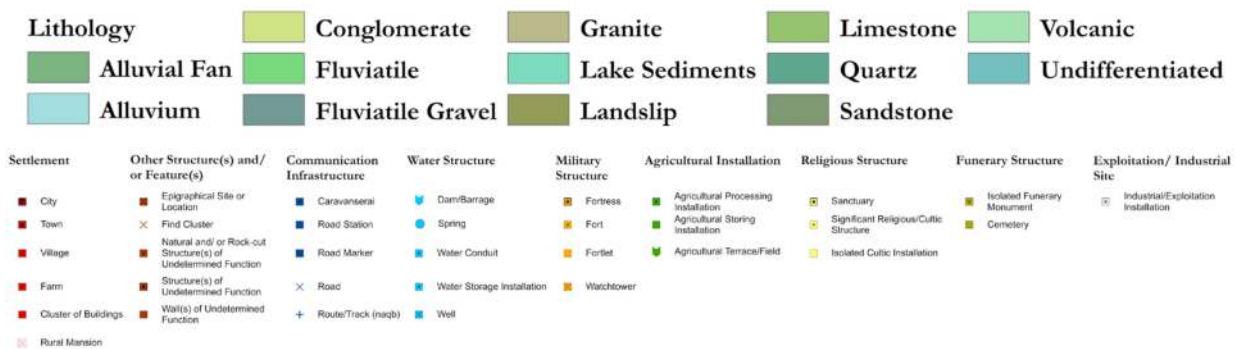 Lithology
Conglomerate
Granite
Limestone
Volcanic
Alluvial Fan
Fluviatile
Lake Sediments
Quartz
Undifferentiated
Alluvium
Fluviatile Gravel
Landslip
Sandstone
Settlement
City
Town
Village
Farm
Cluster of Buildings
Rural Mansion
Other Structure(s) and/
or Feature(s)
Epigraphical Site or
Location
Find Cluster
Natural and/ or Rock-cut
Structure(s) of
Undetermined Function
Structure(s) of
Undetermined Function
Wall(s) of Undetermined
Function
Communication
Infrastructure
Caravanserai
Road Station
Road Marker
Road
Route/Track (naqb)
Water Structure
Dam/Barrage
Spring
Water Conduit
Water Storage Installation
Well
Military
Structure
Fortress
Fort
Fortlet
Watchtower
Agricultural Installation
Agricultural Processing
Installation
Agricultural Storing
Installation
Agricultural Terrace/Field
Religious Structure
Sanctuary
Significant Religious/Cultic
Structure
Isolated Cultic Installation
Funerary Structure
Isolated Funerary
Monument
Cemetery
Exploitation/ Industrial
Site
Industrial/Exploitation
Installation